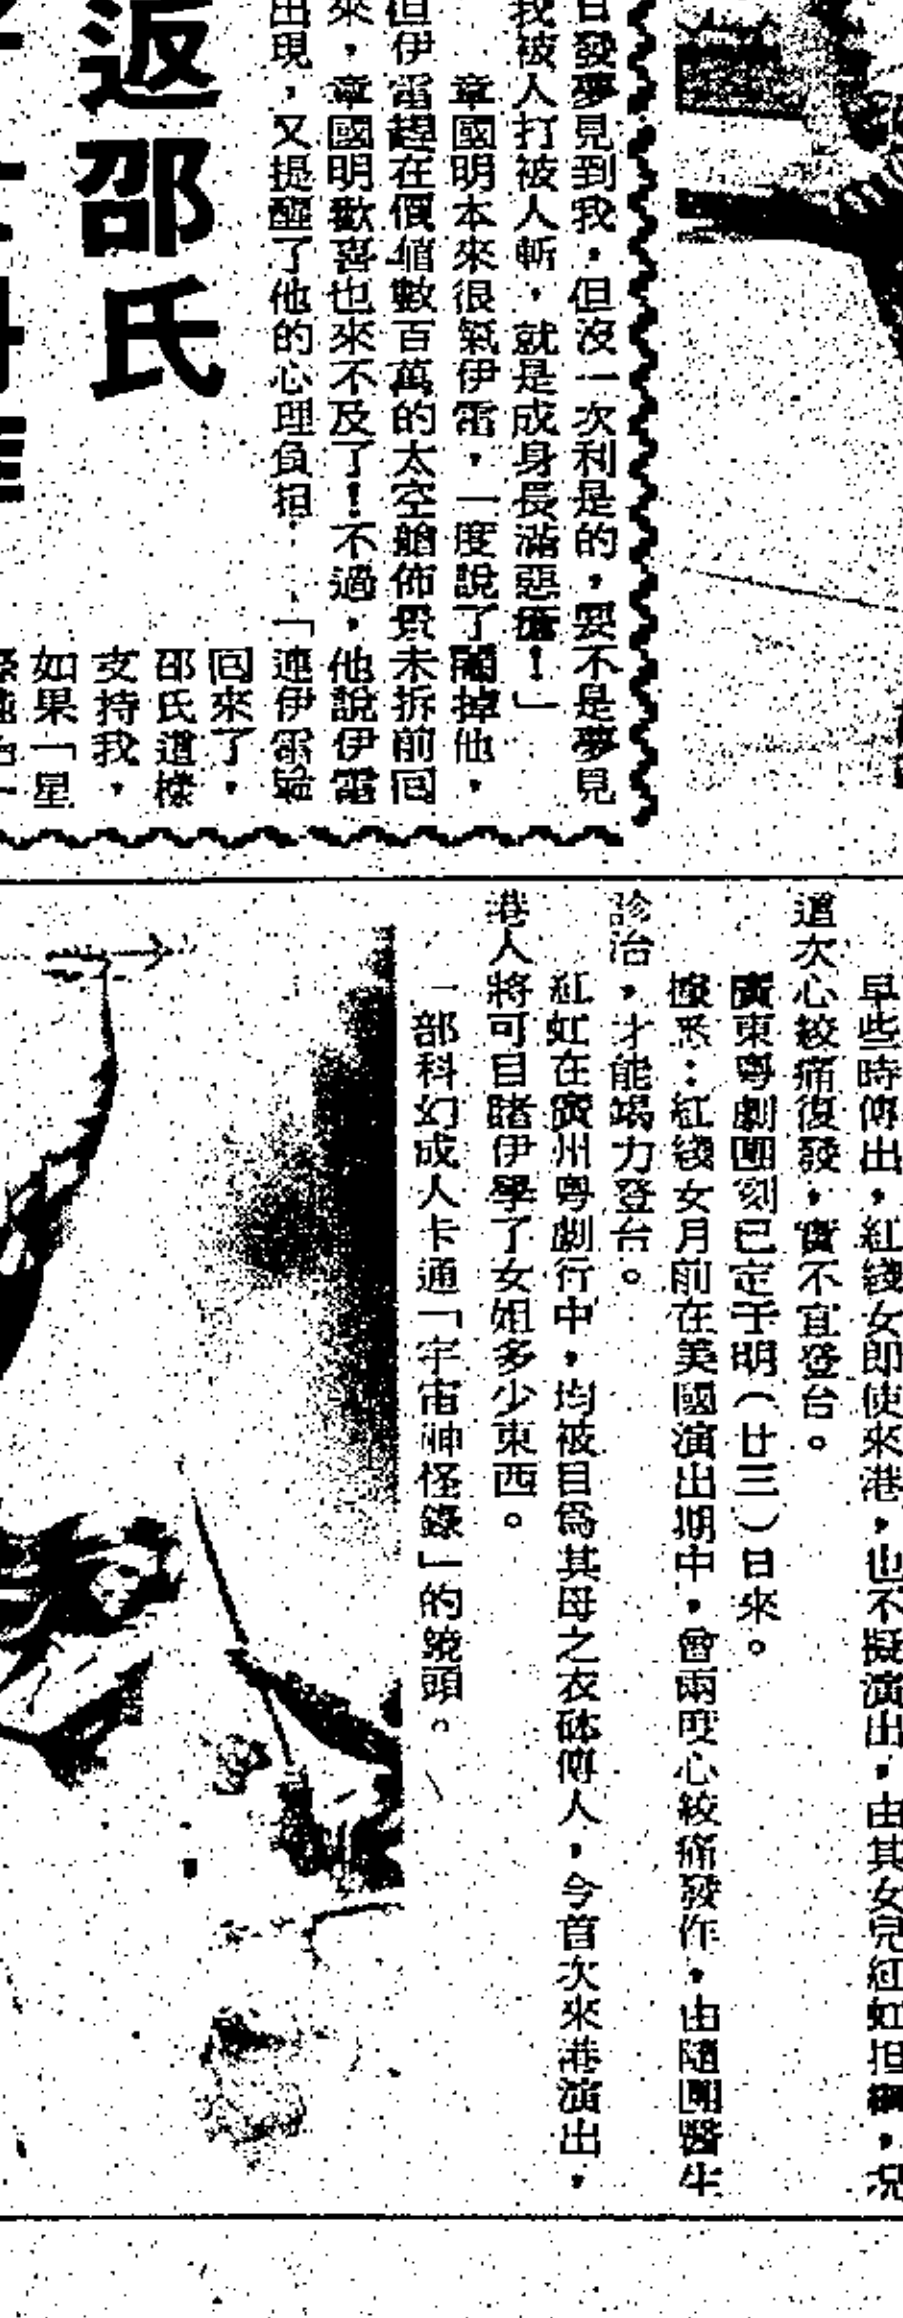 日發夢見到我，但沒一次利是的，要不是夢見
我被人打被人斬，就是成身長滿惡瘡！」
章國明本來很氣伊雷，一度說了關掉他，
但伊雷趕在價值數百萬的太空艙佈景未拆前回
來，章國明歡喜也來不及了！不過，他說伊雷
出現，又提醒了他的心理負担：「連伊雷輪
回來了，
邵氏這樣
支持我，
如果「星
返邵氏
早些時傳出，紅綫女即使來港，也不擬演出，由其女兒紅虹担綱，况
這次心絞痛復發，實不宜登台。
廣東粵劇團刻已定于明（廿三）日來。
據悉：紅綫女月前在美國演出期中，曾兩度心絞痛發作，由隨團醫生
診治，才能竭力登台。
紅虹在廣州粵劇行中，均被目爲其母之衣砵傳人，今首次來港演出，
港人將可目睹伊學了女姐多少東西。
一部科幻成人卡通「宇宙神怪錄」的鏡頭。